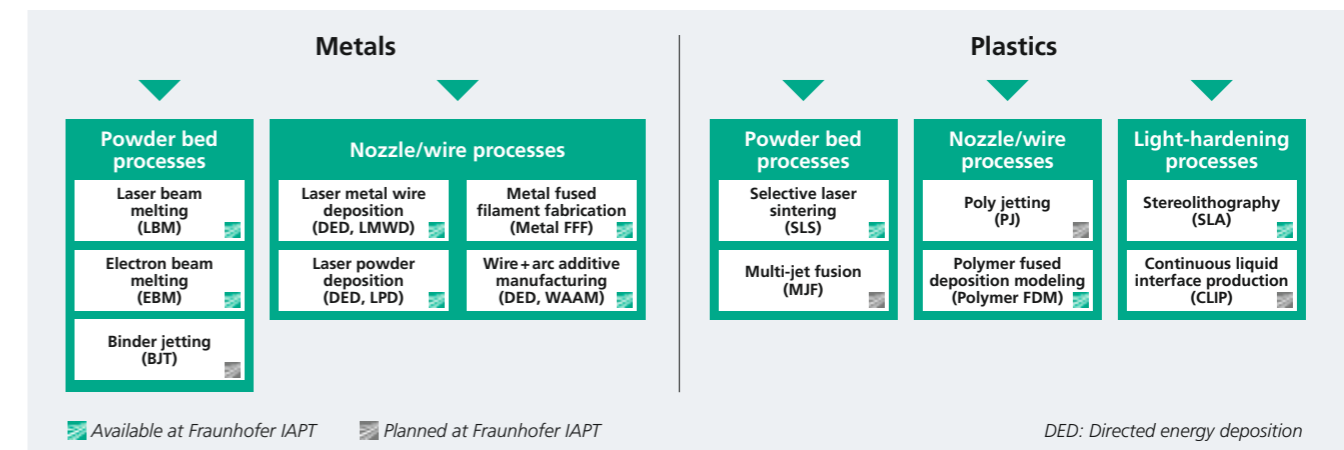 Metals
Powder bed
processes
Laser beam
melting
(LBM)
Electron beam
melting
(EBM)
Binder jetting
(BJT)
Nozzle/wire processes
Laser metal wire
deposition
(DED, LMWD)
Metal fused
filament fabrication
(Metal FFF)
Laser powder
deposition
(DED, LPD)
Wire+arc additive
manufacturing
(DED, WAAM)
Plastics
Powder bed
processes
Selective laser
sintering
(SLS)
Multi-jet fusion
(MJF)
Nozzle/wire
processes
Poly jetting
(PJ)
Polymer fused
deposition modeling
(Polymer FDM)
Light-hardening
processes
Stereolithography
(SLA)
Continuous liquid
interface production
(CLIP)
Available at Fraunhofer IAPT
Planned at Fraunhofer IAPT
DED: Directed energy deposition